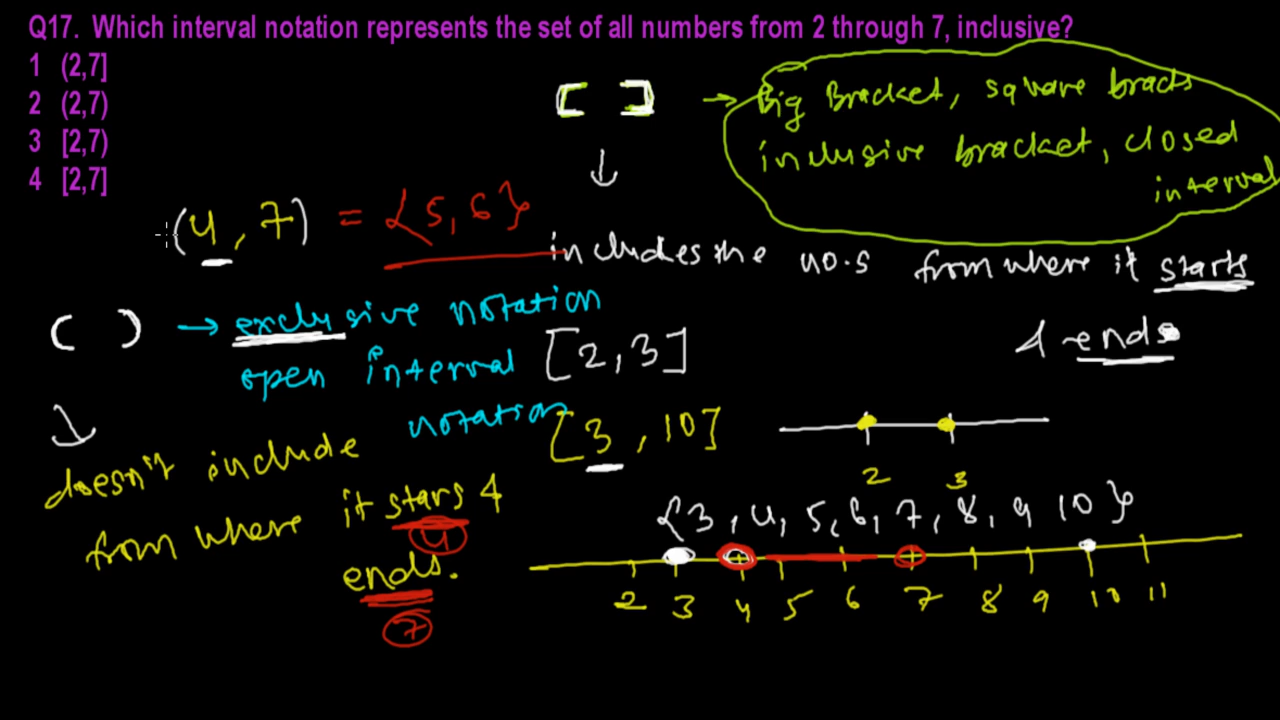 Q17. Which interval notation represents the set of all numbers from 2 through 7, inclusive?
1 (2,7]
2 (2,7)
3 [2,7)
4 [2,7]
[ ] → Big Bracket, square bracts
inclusive bracket, closed
interval
↓
(4, 7) = {5, 6}
includes the no.s from where it starts
& ends
( ) → exclusive notation
open interval
notation
[2, 3]
[3, 10]
↓
doesn't include
from where it stars &
4
ends.
7
2 3
{3, 4, 5, 6, 7, 8, 9 10}
2 3 4 5 6 7 8 9 10 11